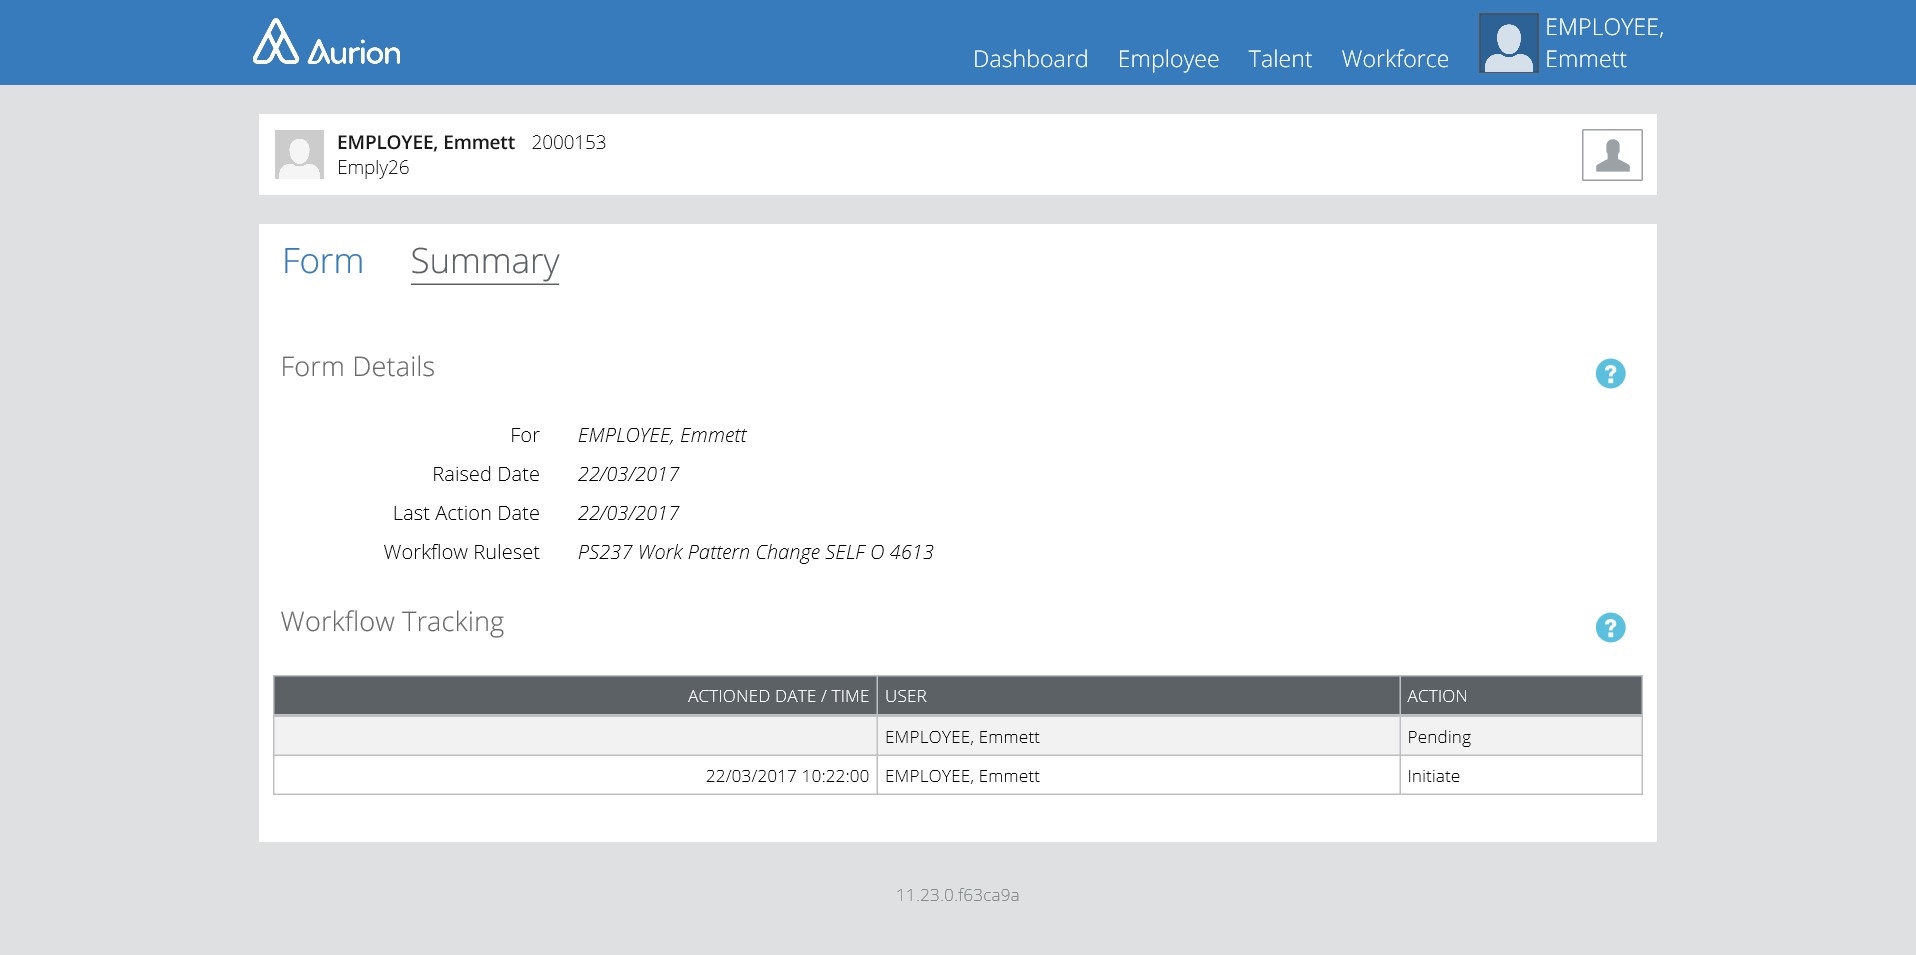 Aurion
Dashboard Employee Talent Workforce
EMPLOYEE,
Emmett
EMPLOYEE, Emmett 2000153
Emply26
Form Summary
Form Details
?
For EMPLOYEE, Emmett
Raised Date 22/03/2017
Last Action Date 22/03/2017
Workflow Ruleset PS237 Work Pattern Change SELF O 4613
Workflow Tracking
?
ACTIONED DATE / TIME USER ACTION
EMPLOYEE, Emmett Pending
22/03/2017 10:22:00 EMPLOYEE, Emmett Initiate
11.23.0.f63ca9a